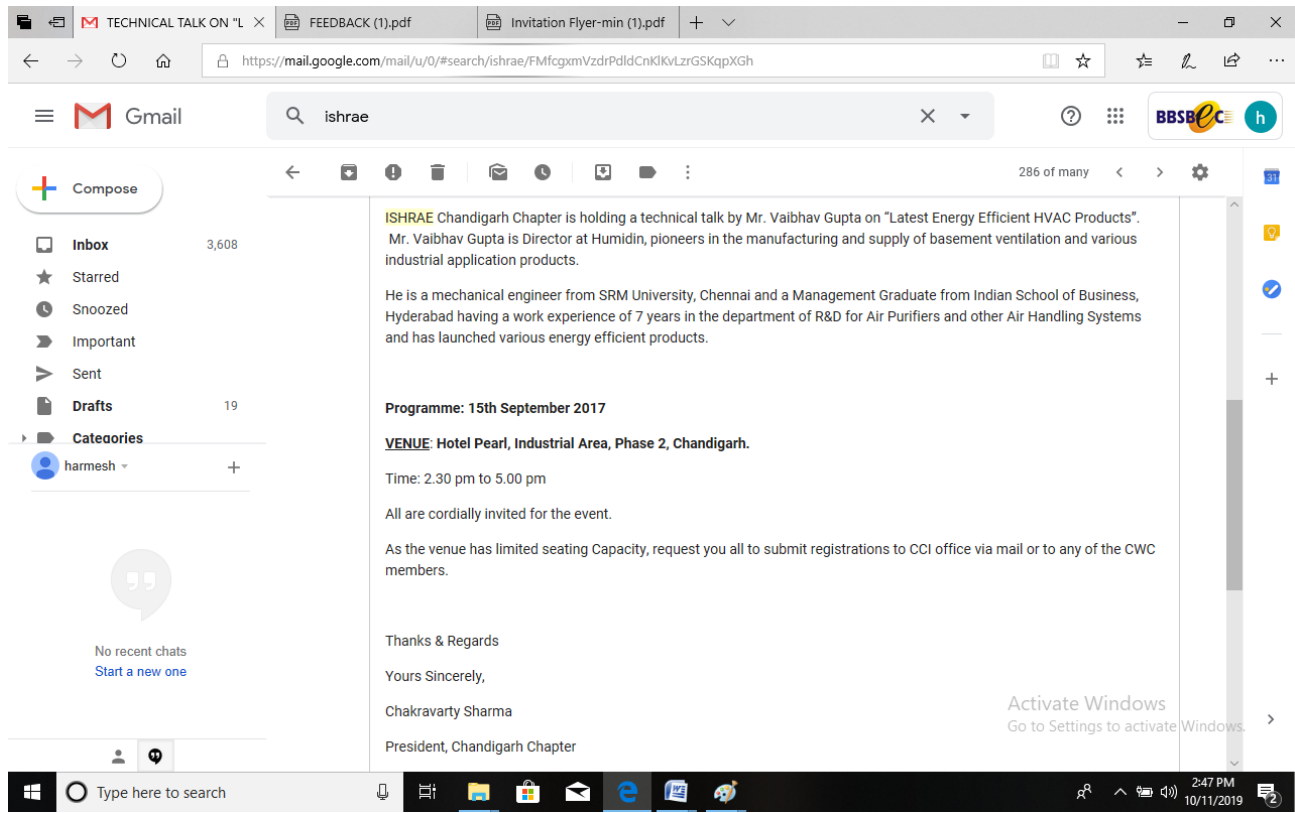 TECHNICAL TALK ON "L
FEEDBACK (1).pdf
Invitation Flyer-min (1).pdf
https://mail.google.com/mail/u/0/#search/ishrae/FMfcgxmVzdrPdldCnKlKvLzrGSKqpXGh
Gmail
ishrae
BBSBeC
h
Compose
286 of many
31
Inbox 3,608
Starred
Snoozed
Important
Sent
Drafts 19
Categories
harmesh
No recent chats
Start a new one
ISHRAE Chandigarh Chapter is holding a technical talk by Mr. Vaibhav Gupta on “Latest Energy Efficient HVAC Products”.
Mr. Vaibhav Gupta is Director at Humidin, pioneers in the manufacturing and supply of basement ventilation and various
industrial application products.
He is a mechanical engineer from SRM University, Chennai and a Management Graduate from Indian School of Business,
Hyderabad having a work experience of 7 years in the department of R&D for Air Purifiers and other Air Handling Systems
and has launched various energy efficient products.
Programme: 15th September 2017
VENUE: Hotel Pearl, Industrial Area, Phase 2, Chandigarh.
Time: 2.30 pm to 5.00 pm
All are cordially invited for the event.
As the venue has limited seating Capacity, request you all to submit registrations to CCI office via mail or to any of the CWC
members.
Thanks & Regards
Yours Sincerely,
Chakravarty Sharma
President, Chandigarh Chapter
Activate Windows
Go to Settings to activate Windows.
Type here to search
2:47 PM
10/11/2019
2